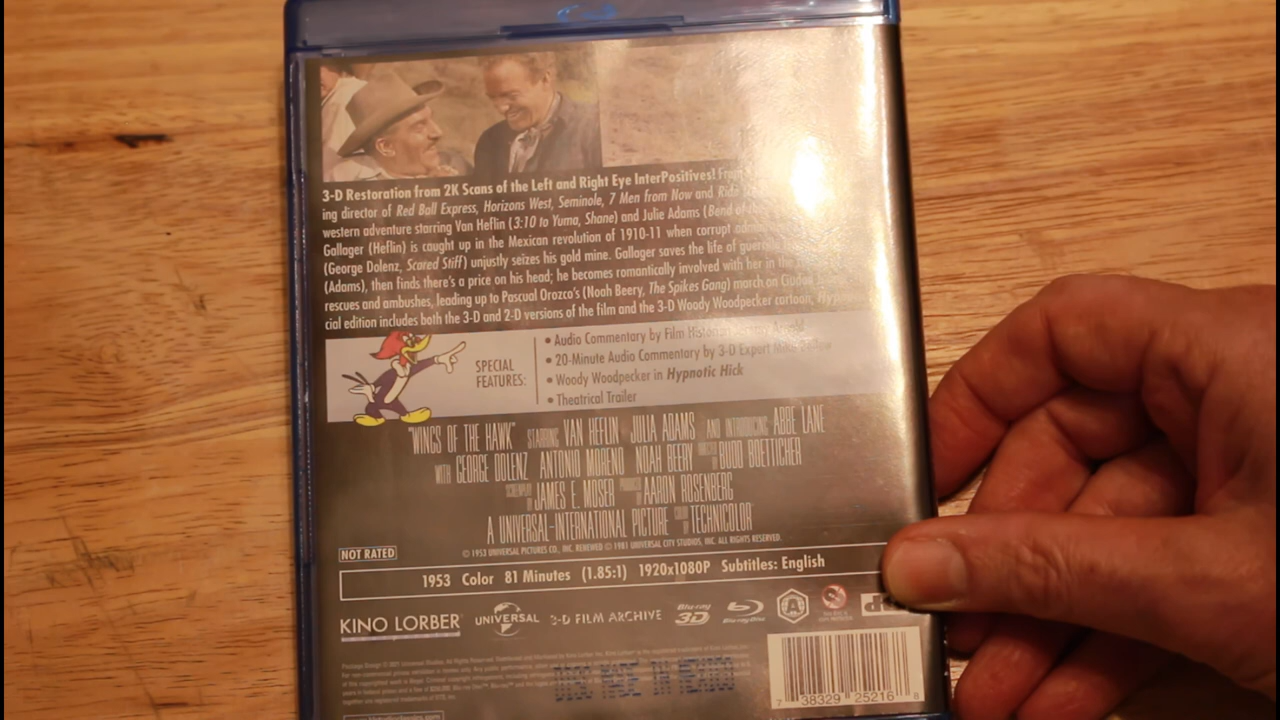 3-D Restoration from 2K Scans of the Left and Right Eye InterPositives! From
ing director of Red Ball Express, Horizons West, Seminole, 7 Men from Now and Ride
western adventure starring Van Heflin (3:10 to Yuma, Shane) and Julie Adams (Bend of
Gallager (Heflin) is caught up in the Mexican revolution of 1910-11 when corrupt
(George Dolenz, Scared Stiff) unjustly seizes his gold mine. Gallager saves the life of
(Adams), then finds there's a price on his head; he becomes romantically involved with her in the
rescues and ambushes, leading up to Pascual Orozco's (Noah Beery, The Spikes Gang) march on Ciudad
cial edition includes both the 3-D and 2-D versions of the film and the 3-D Woody Woodpecker cartoon,
SPECIAL FEATURES:
• Audio Commentary by Film Historian
• 20-Minute Audio Commentary by 3-D Expert Mike
• Woody Woodpecker in Hypnotic Hick
• Theatrical Trailer
"WINGS OF THE HAWK" STARRING VAN HEFLIN JULIA ADAMS AND INTRODUCING ABBE LANE
WITH GEORGE DOLENZ ANTONIO MORENO NOAH BEERY DIRECTED BY BUDD BOETTICHER
SCREENPLAY BY JAMES E. MOSER PRODUCED BY AARON ROSENBERG
A UNIVERSAL-INTERNATIONAL PICTURE COLOR BY TECHNICOLOR
© 1953 UNIVERSAL PICTURES CO., INC. RENEWED © 1981 UNIVERSAL CITY STUDIOS, INC. ALL RIGHTS RESERVED.
NOT RATED
1953 Color 81 Minutes (1.85:1) 1920x1080P Subtitles: English
KINO LORBER UNIVERSAL 3-D FILM ARCHIVE Blu-ray 3D Blu-ray Disc A
DISC MADE IN MEXICO
7 38329 25216 8